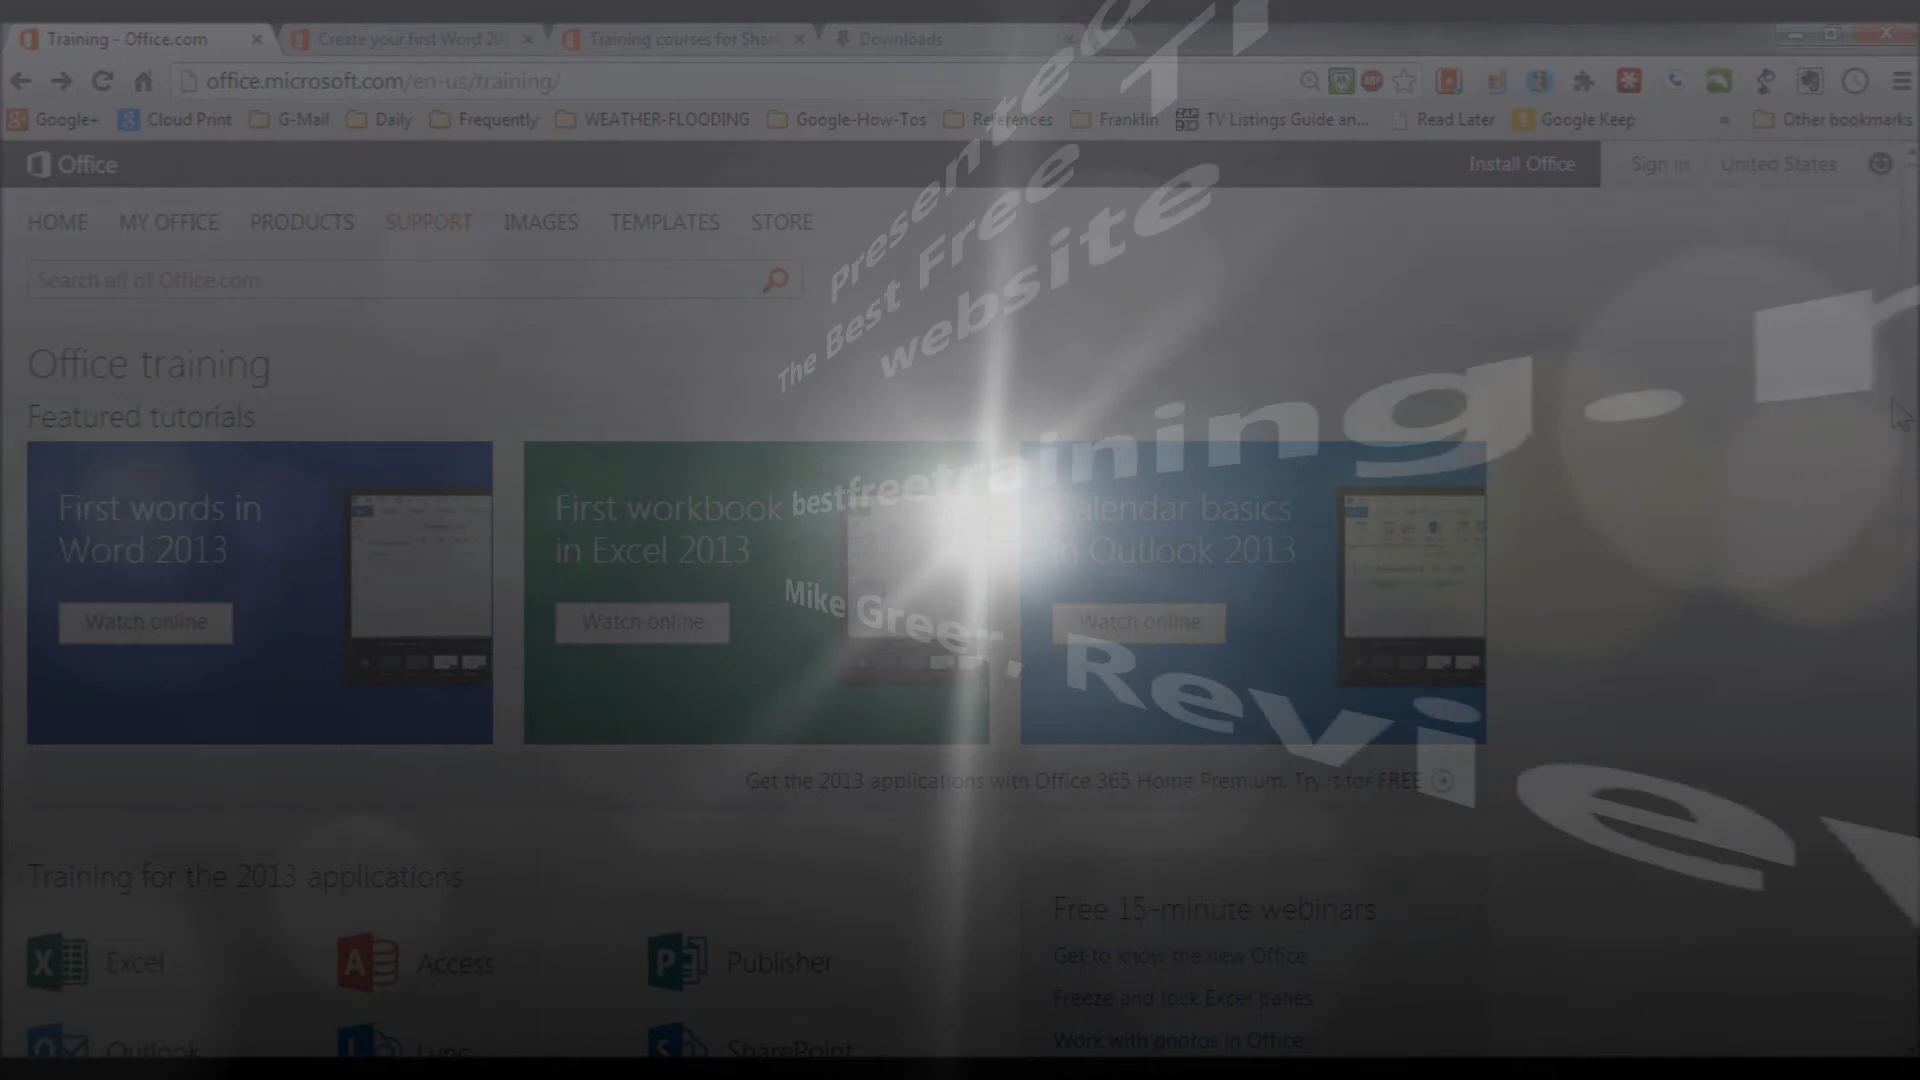 Training - Office.com
Create your first Word 20
Training courses for Shar
Downloads
office.microsoft.com/en-us/training/
Google+ Cloud Print G-Mail Daily Frequently WEATHER-FLOODING Google-How-Tos References Franklin TV Listings Guide an... Read Later Google Keep » Other bookmarks
Office
Install Office
Sign in
United States
HOME MY OFFICE PRODUCTS SUPPORT IMAGES TEMPLATES STORE
Search all of Office.com
Presented
The Best Free
website
bestfreetraining-
Mike Greer. Review
Office training
Featured tutorials
First words in
Word 2013
Watch online
First workbook
in Excel 2013
Watch online
Calendar basics
in Outlook 2013
Watch online
Get the 2013 applications with Office 365 Home Premium. Try it for FREE
Training for the 2013 applications
Excel
Access
Publisher
Outlook
Lync
SharePoint
Free 15-minute webinars
Get to know the new Office
Freeze and lock Excel panes
Work with photos in Office